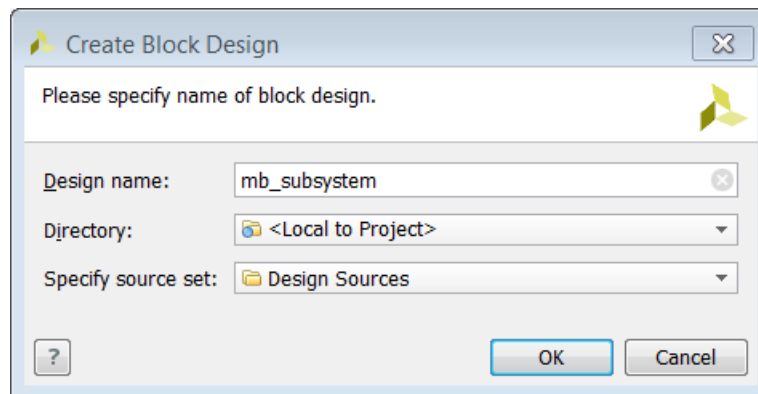 Create Block Design
Please specify name of block design.
Design name: mb_subsystem
Directory: <Local to Project>
Specify source set: Design Sources
? OK Cancel